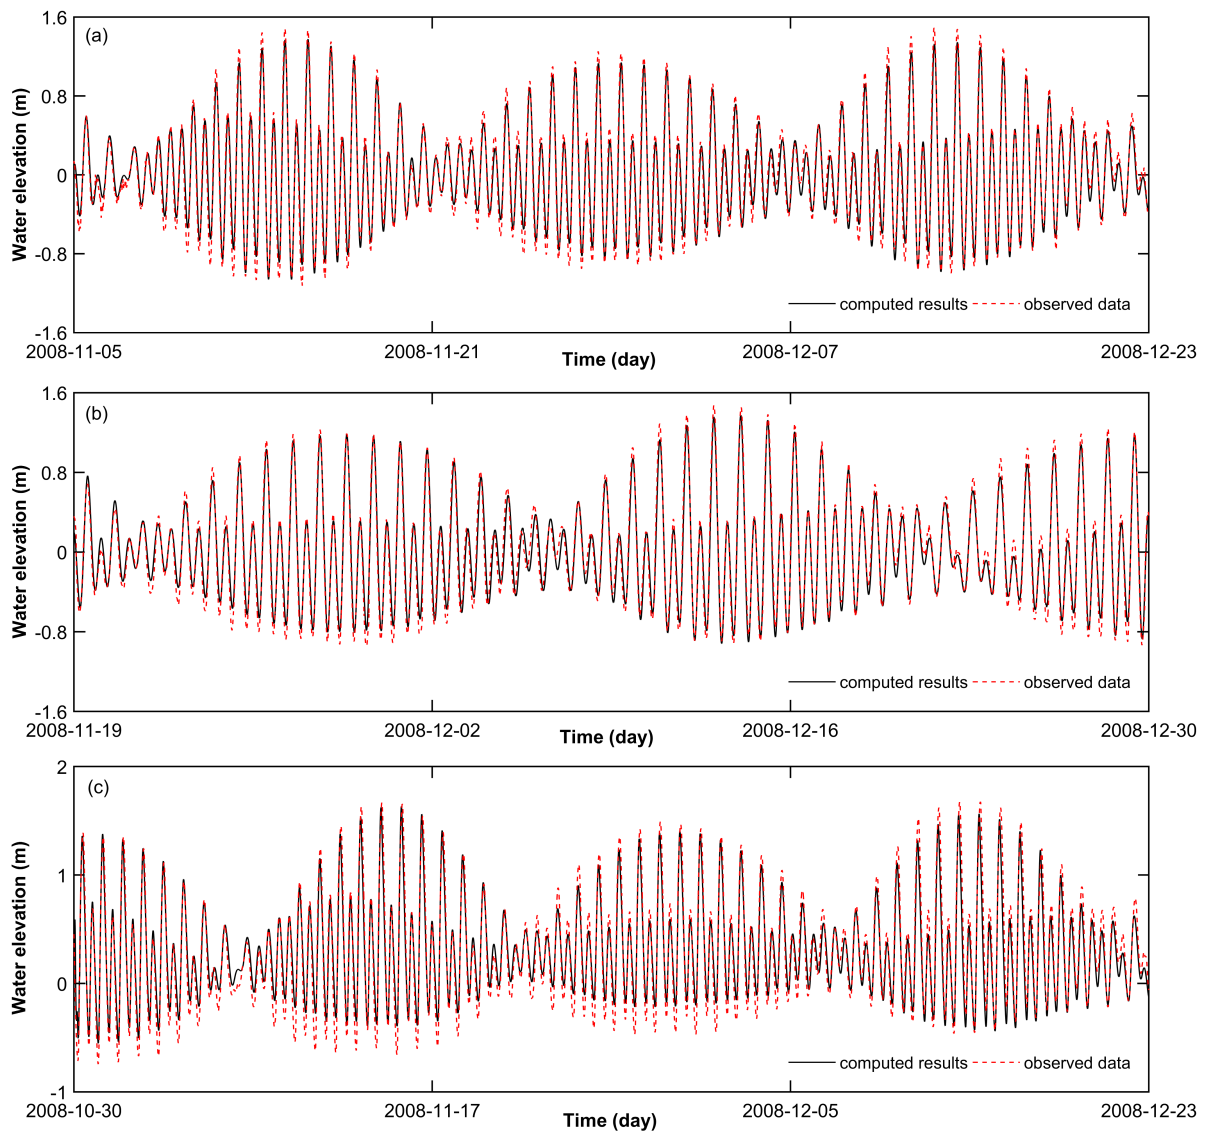 1.6
(a)
0.8
0
-0.8
-1.6
Water elevation (m)
computed results observed data
2008-11-05 2008-11-21 2008-12-07 2008-12-23
Time (day)
1.6
(b)
0.8
0
-0.8
-1.6
Water elevation (m)
computed results observed data
2008-11-19 2008-12-02 2008-12-16 2008-12-30
Time (day)
2
(c)
1
0
-1
Water elevation (m)
computed results observed data
2008-10-30 2008-11-17 2008-12-05 2008-12-23
Time (day)